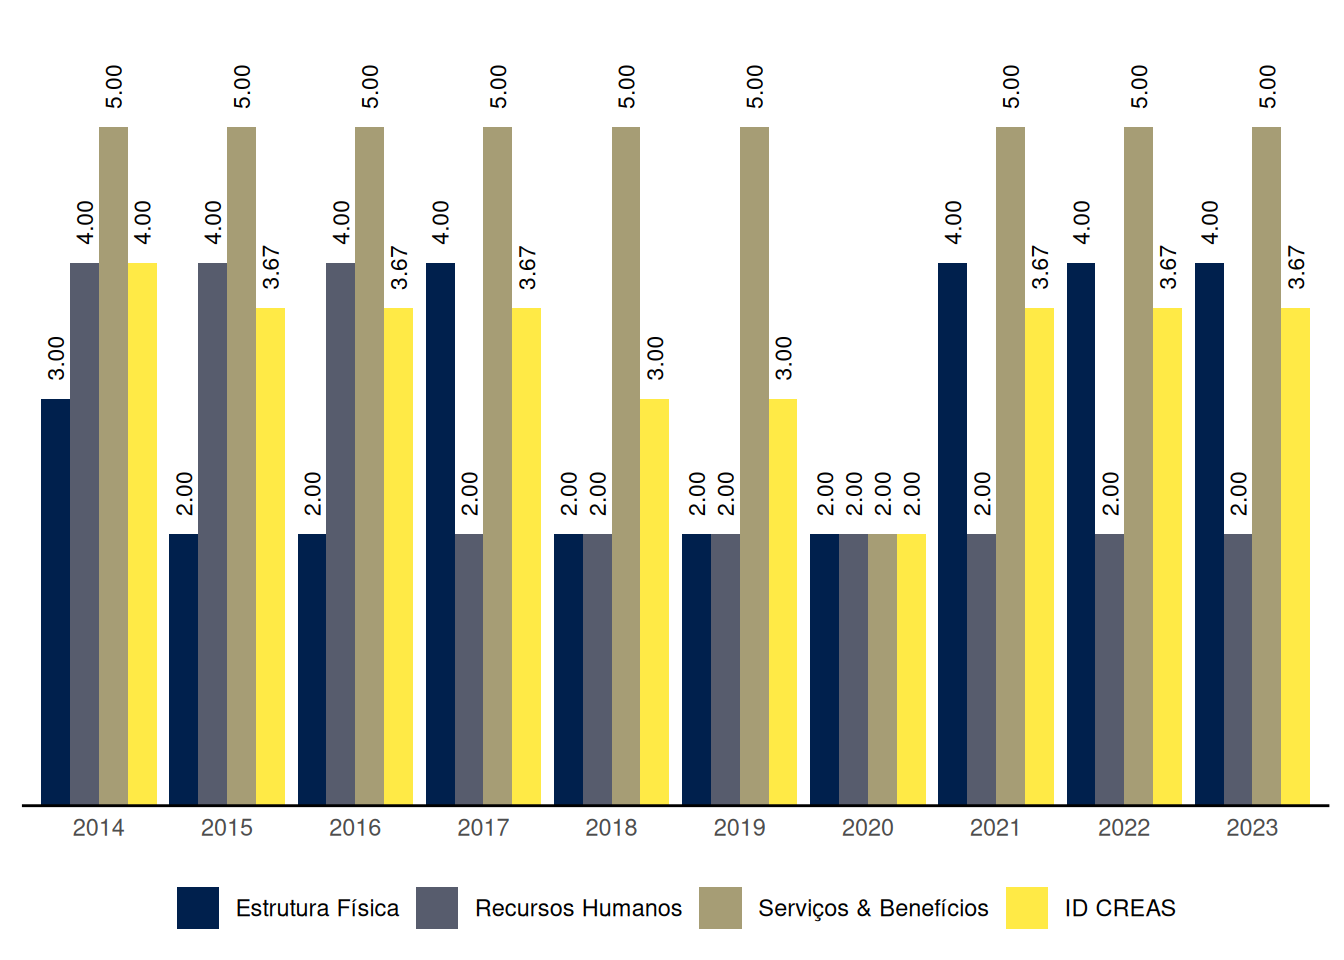 5.00 5.00 5.00 5.00 5.00 5.00 5.00 5.00 5.00
4.00 4.00 4.00 4.00 4.00 4.00 4.00 4.00
3.67 3.67 3.67 3.67 3.67 3.67
3.00 3.00 3.00
2.00 2.00 2.00 2.00 2.00 2.00 2.00 2.00 2.00 2.00 2.00 2.00 2.00 2.00
2014 2015 2016 2017 2018 2019 2020 2021 2022 2023
Estrutura Física Recursos Humanos Serviços & Benefícios ID CREAS